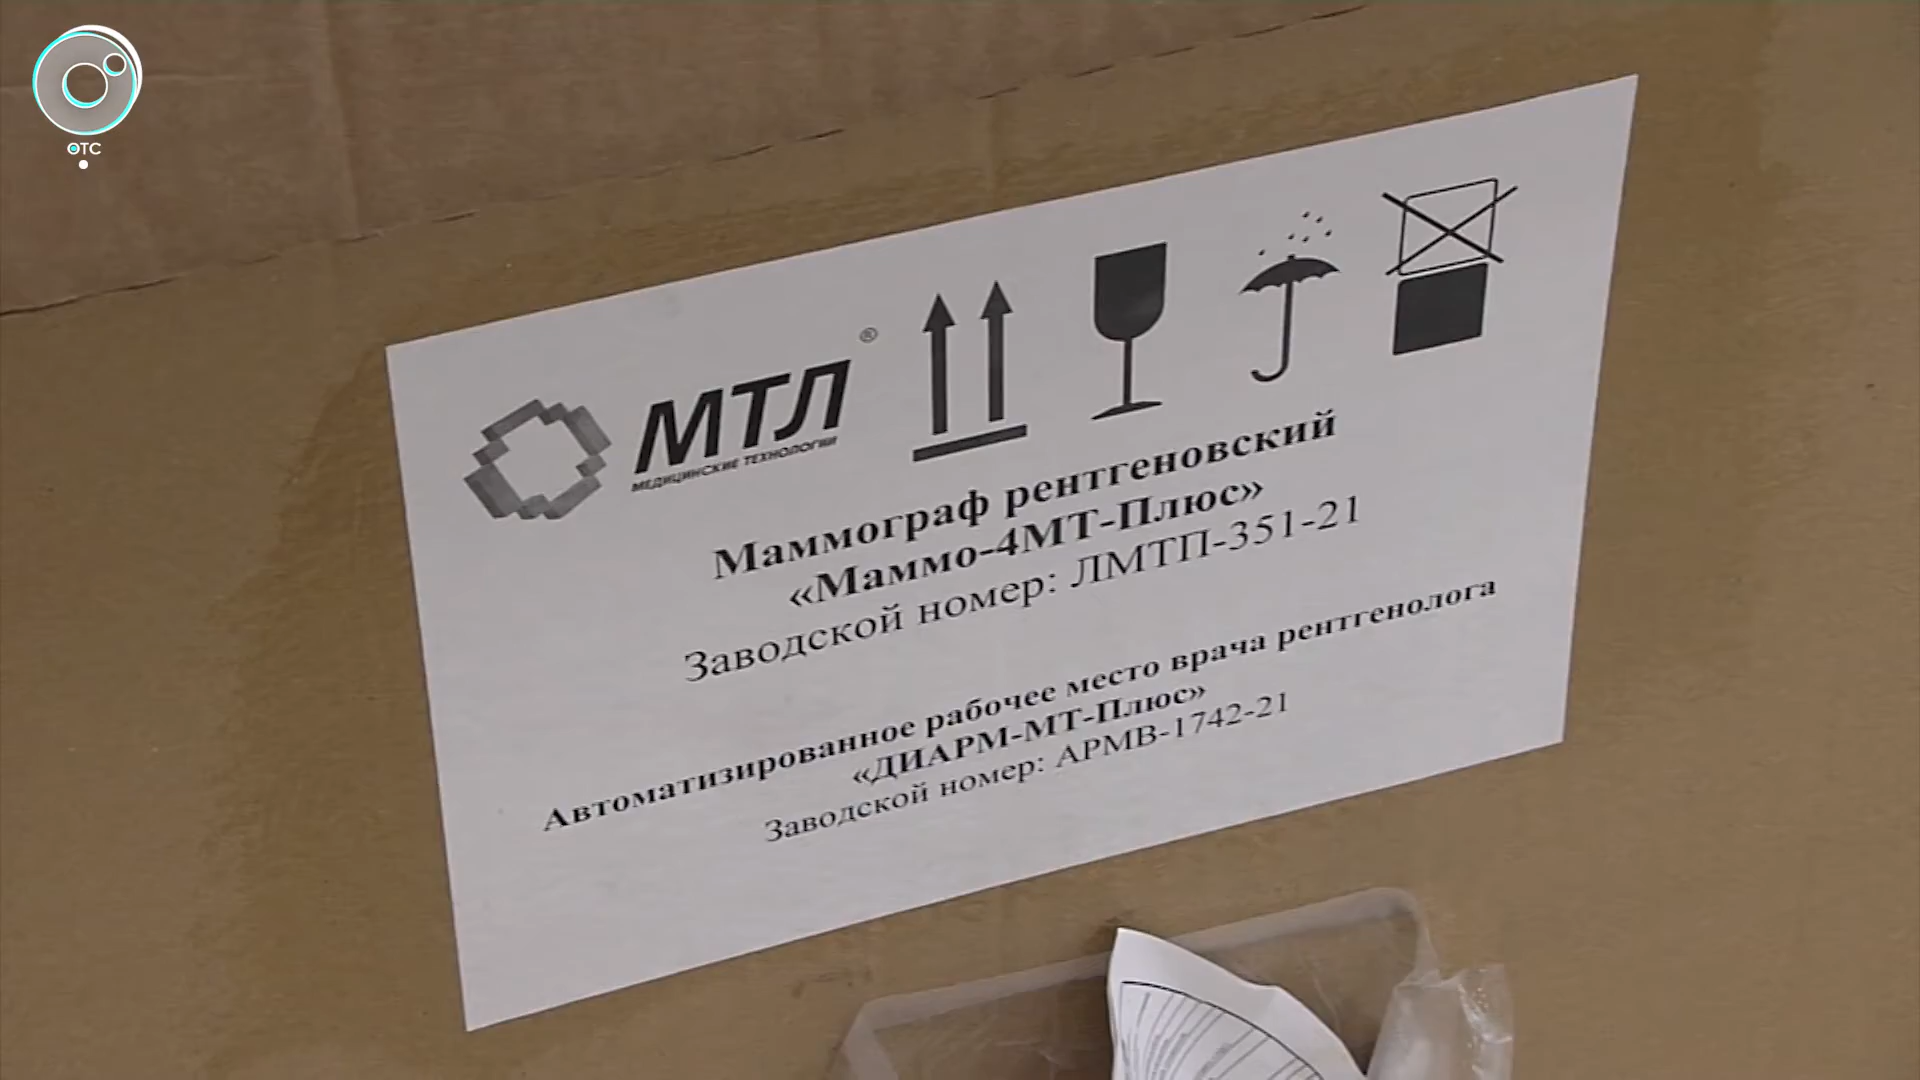 ОТС
МТЛ ®
МЕДИЦИНСКИЕ ТЕХНОЛОГИИ
Маммограф рентгеновский
«Маммо-4МТ-Плюс»
Заводской номер: ЛМТП-351-21
Автоматизированное рабочее место врача рентгенолога
«ДИАРМ-МТ-Плюс»
Заводской номер: АРМВ-1742-21